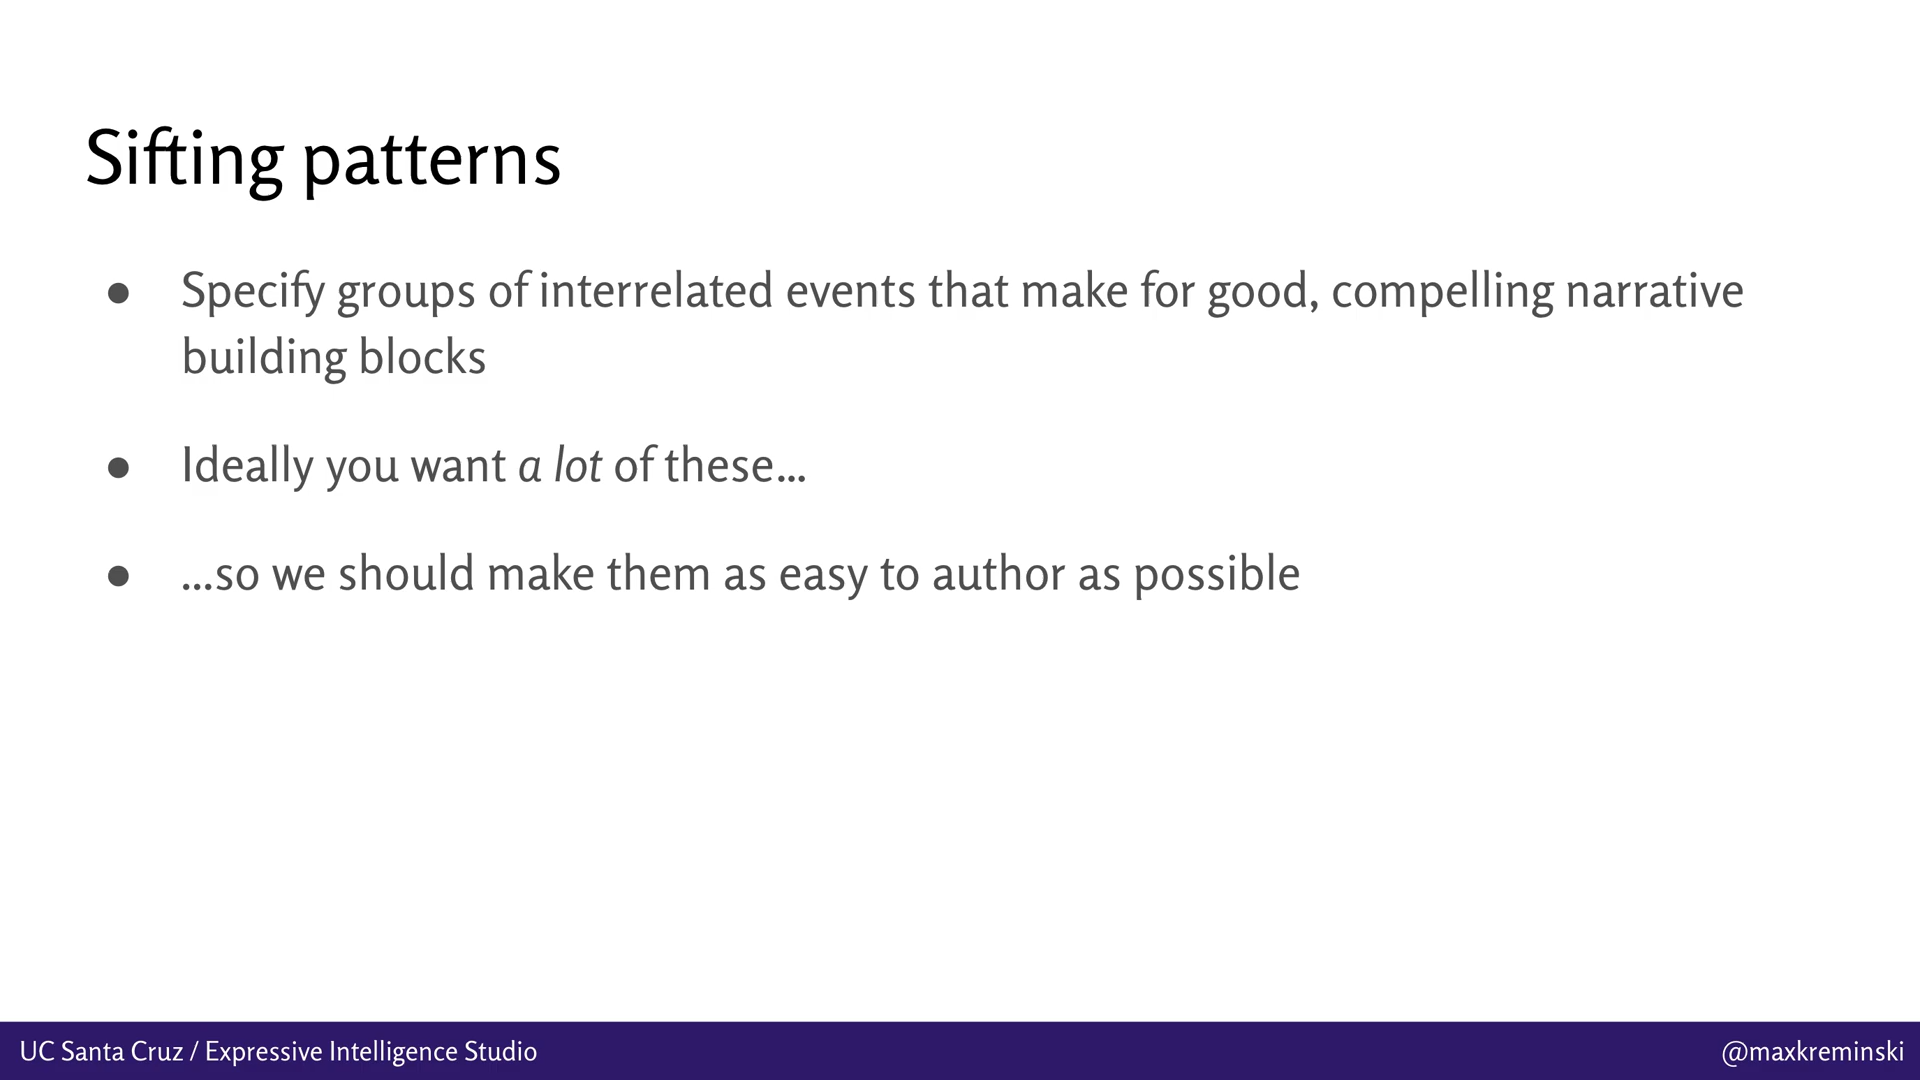 Sifting patterns
● Specify groups of interrelated events that make for good, compelling narrative
building blocks
● Ideally you want a lot of these...
● ...so we should make them as easy to author as possible
UC Santa Cruz / Expressive Intelligence Studio
@maxkreminski